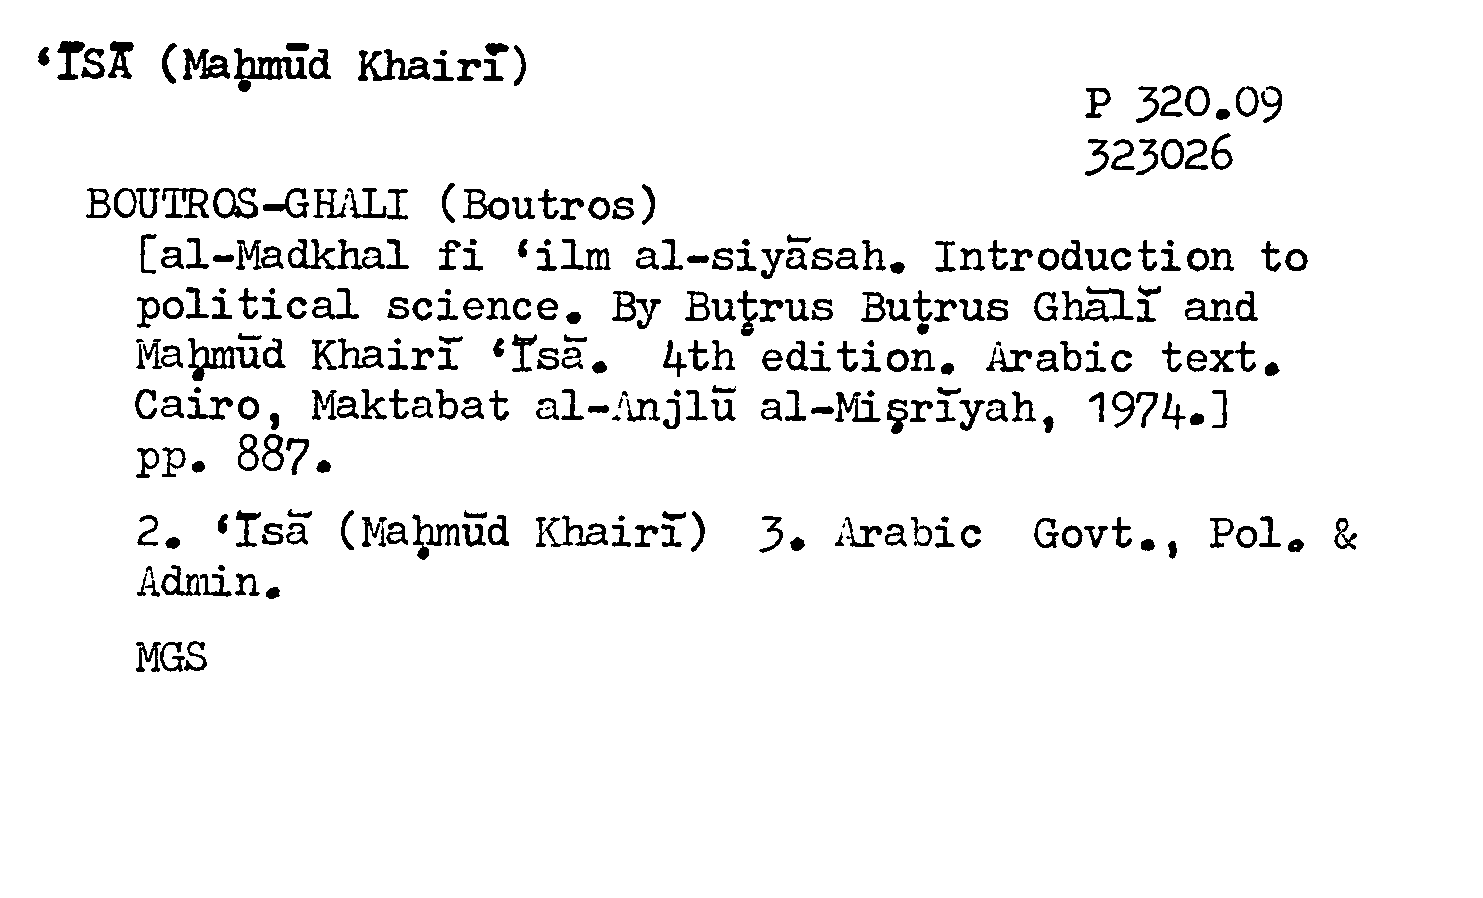 ‘ĪSĀ (Maḥmūd Khairī)
P 320.09
323026
BOUTROS-GHALI (Boutros)
[al-Madkhal fi ‘ilm al-siyāsah. Introduction to
political science. By Buṭrus Buṭrus Ghālī and
Maḥmūd Khairī ‘Īsā. 4th edition. Arabic text.
Cairo, Maktabat al-Anjlū al-Miṣrīyah, 1974.]
pp. 887.
2. ‘Īsā (Maḥmūd Khairī) 3. Arabic Govt., Pol. &
Admin.
MGS